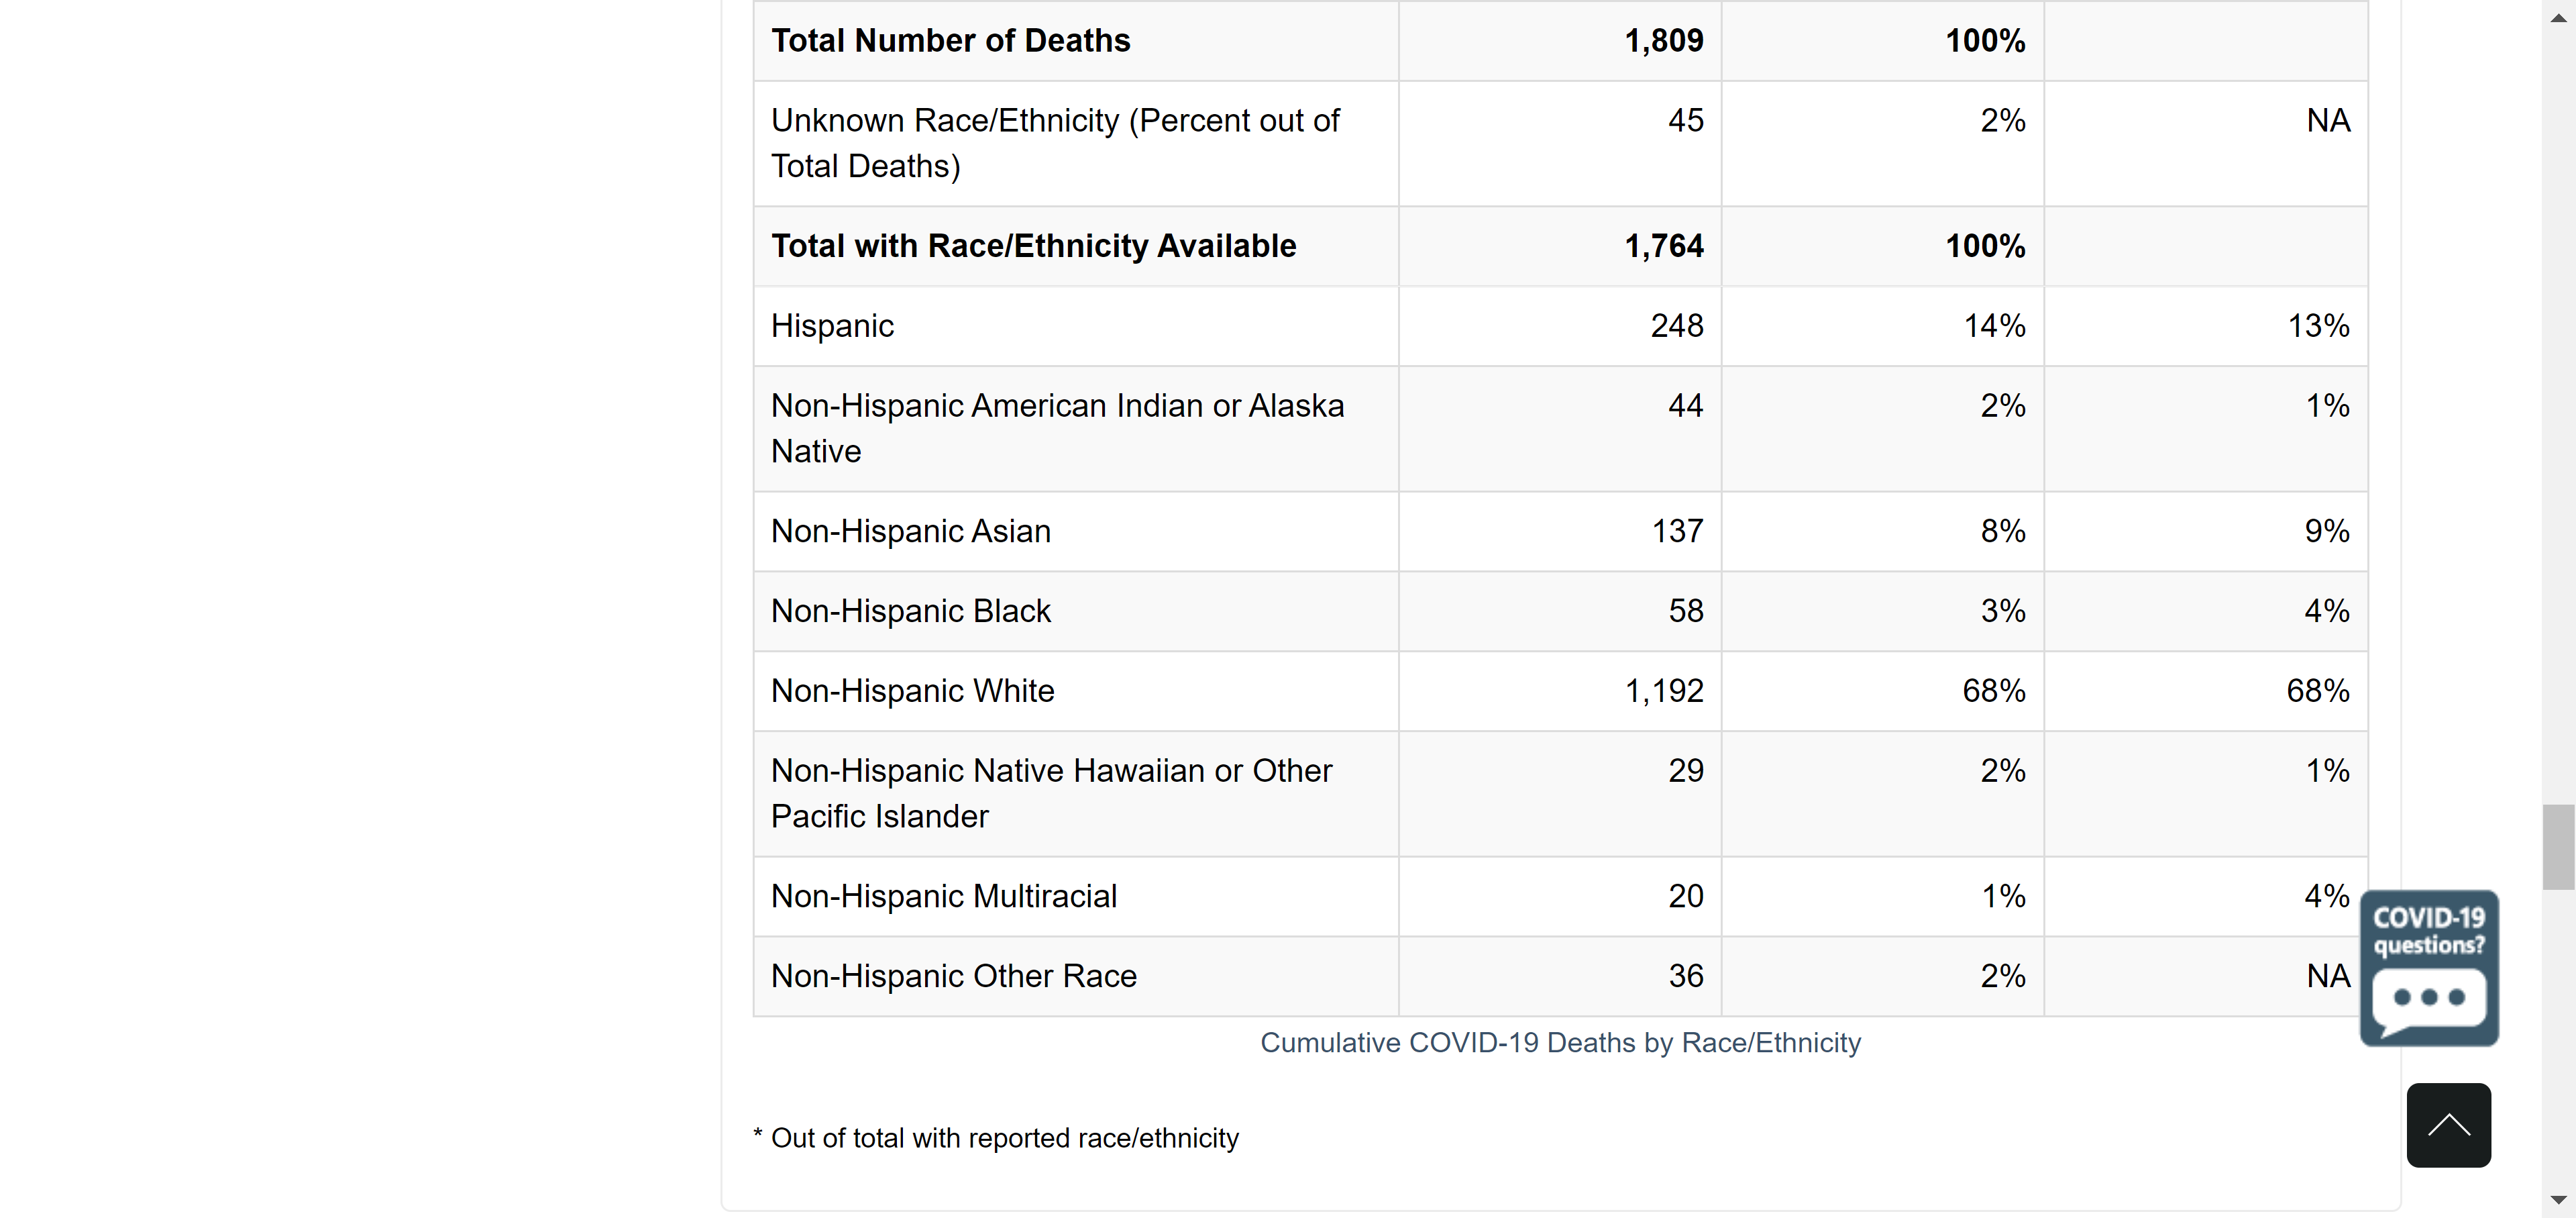 Total Number of Deaths 1,809 100%
Unknown Race/Ethnicity (Percent out of 45 2% NA
Total Deaths)
Total with Race/Ethnicity Available 1,764 100%
Hispanic 248 14% 13%
Non-Hispanic American Indian or Alaska 44 2% 1%
Native
Non-Hispanic Asian 137 8% 9%
Non-Hispanic Black 58 3% 4%
Non-Hispanic White 1,192 68% 68%
Non-Hispanic Native Hawaiian or Other 29 2% 1%
Pacific Islander
Non-Hispanic Multiracial 20 1% 4%
Non-Hispanic Other Race 36 2% NA
COVID-19
questions?
Cumulative COVID-19 Deaths by Race/Ethnicity
* Out of total with reported race/ethnicity